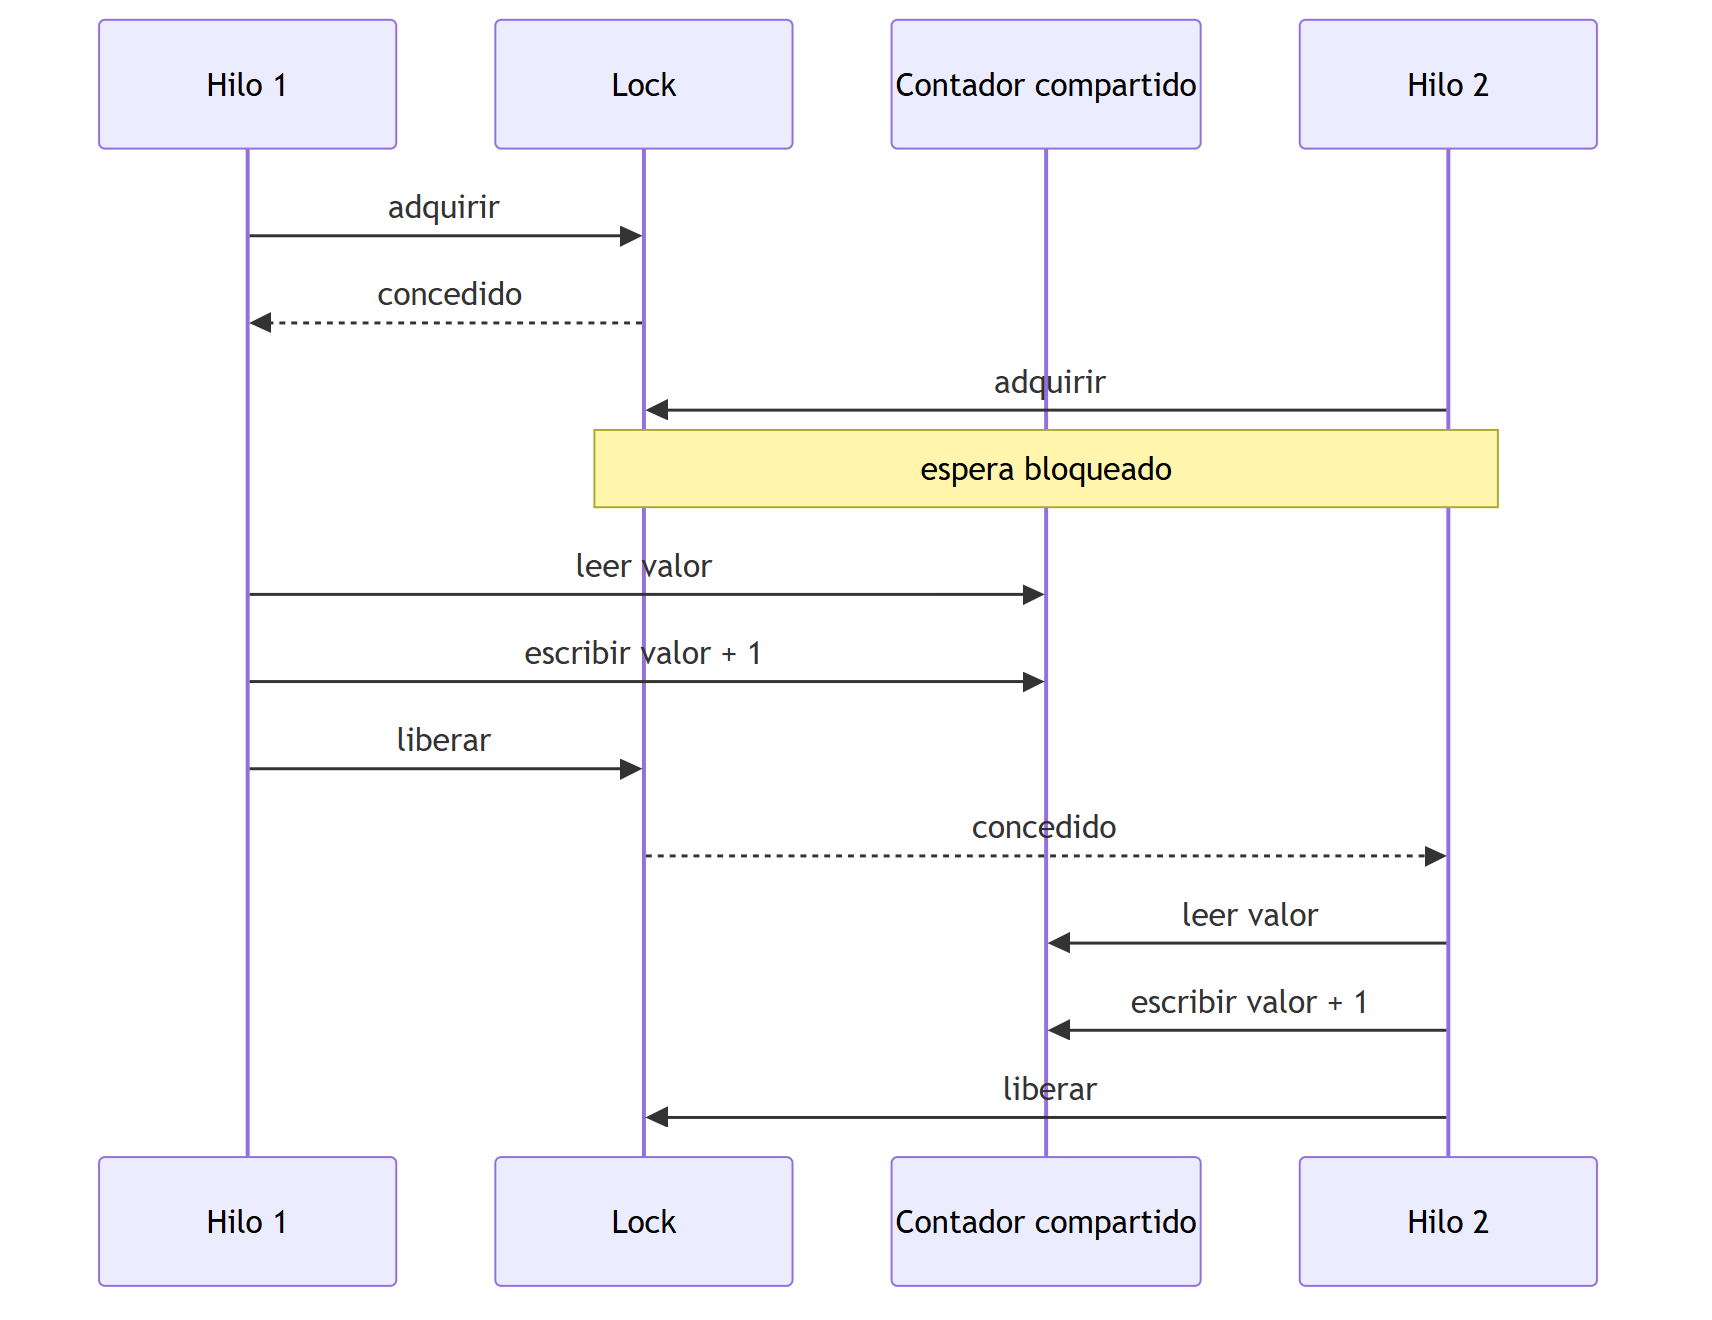 Hilo 1
Lock
Contador compartido
Hilo 2
adquirir
concedido
adquirir
espera bloqueado
leer valor
escribir valor + 1
liberar
concedido
leer valor
escribir valor + 1
liberar
Hilo 1
Lock
Contador compartido
Hilo 2